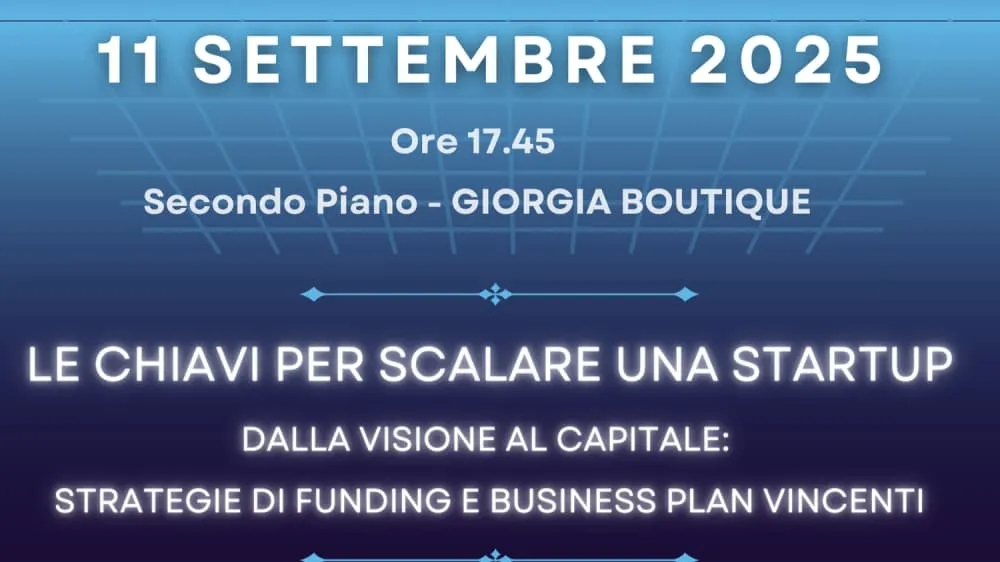 11 SETTEMBRE 2025
Ore 17.45
Secondo Piano - GIORGIA BOUTIQUE
LE CHIAVI PER SCALARE UNA STARTUP
DALLA VISIONE AL CAPITALE:
STRATEGIE DI FUNDING E BUSINESS PLAN VINCENTI